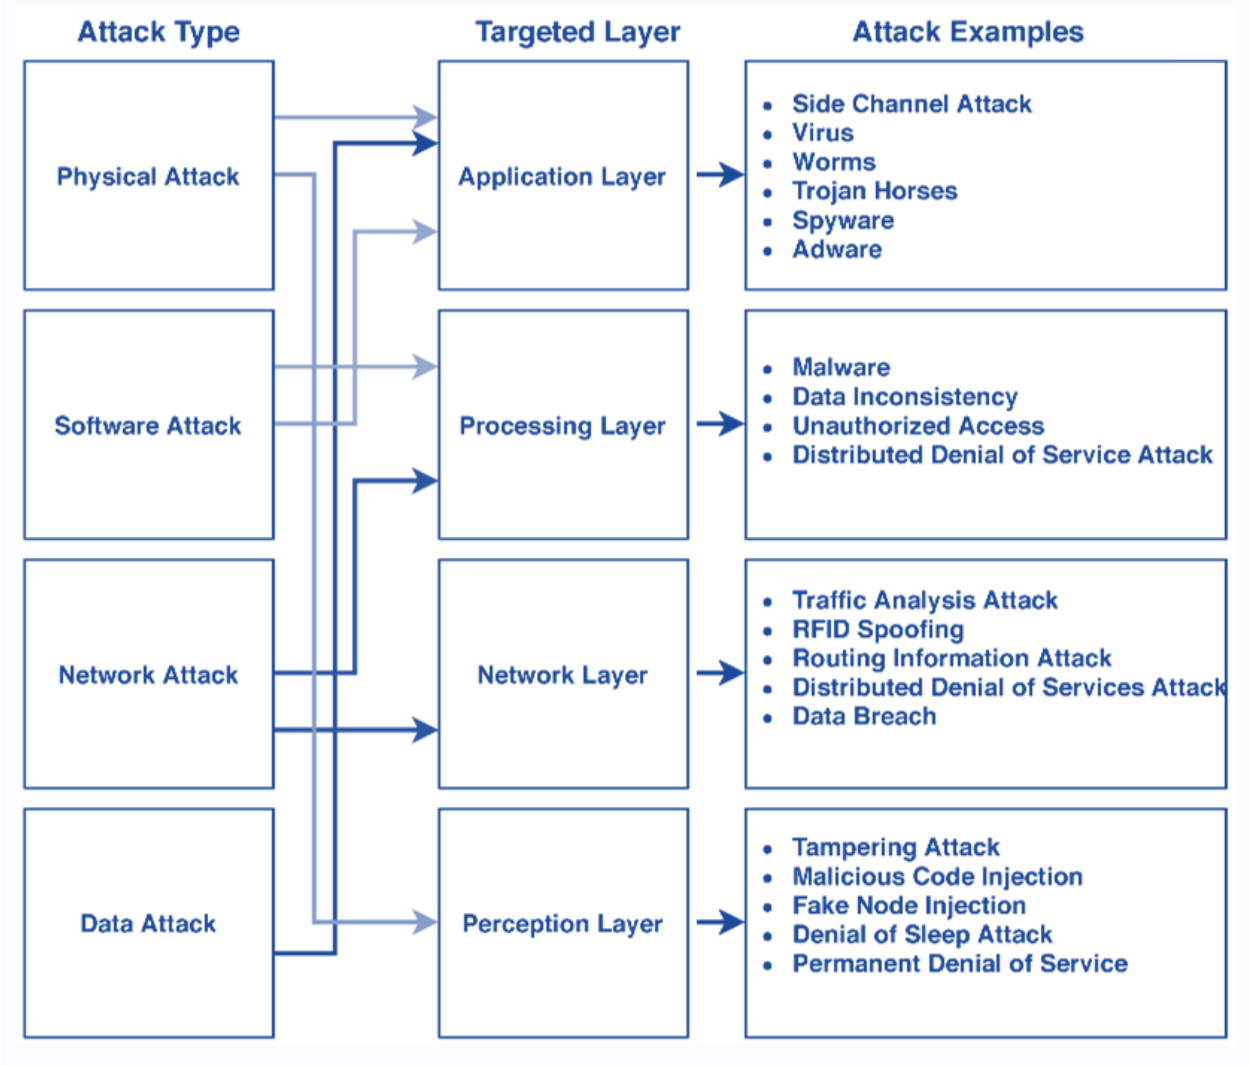 Attack Type
Targeted Layer
Attack Examples
Physical Attack
Application Layer
• Side Channel Attack
• Virus
• Worms
• Trojan Horses
• Spyware
• Adware
Software Attack
Processing Layer
• Malware
• Data Inconsistency
• Unauthorized Access
• Distributed Denial of Service Attack
Network Attack
Network Layer
• Traffic Analysis Attack
• RFID Spoofing
• Routing Information Attack
• Distributed Denial of Services Attack
• Data Breach
Data Attack
Perception Layer
• Tampering Attack
• Malicious Code Injection
• Fake Node Injection
• Denial of Sleep Attack
• Permanent Denial of Service